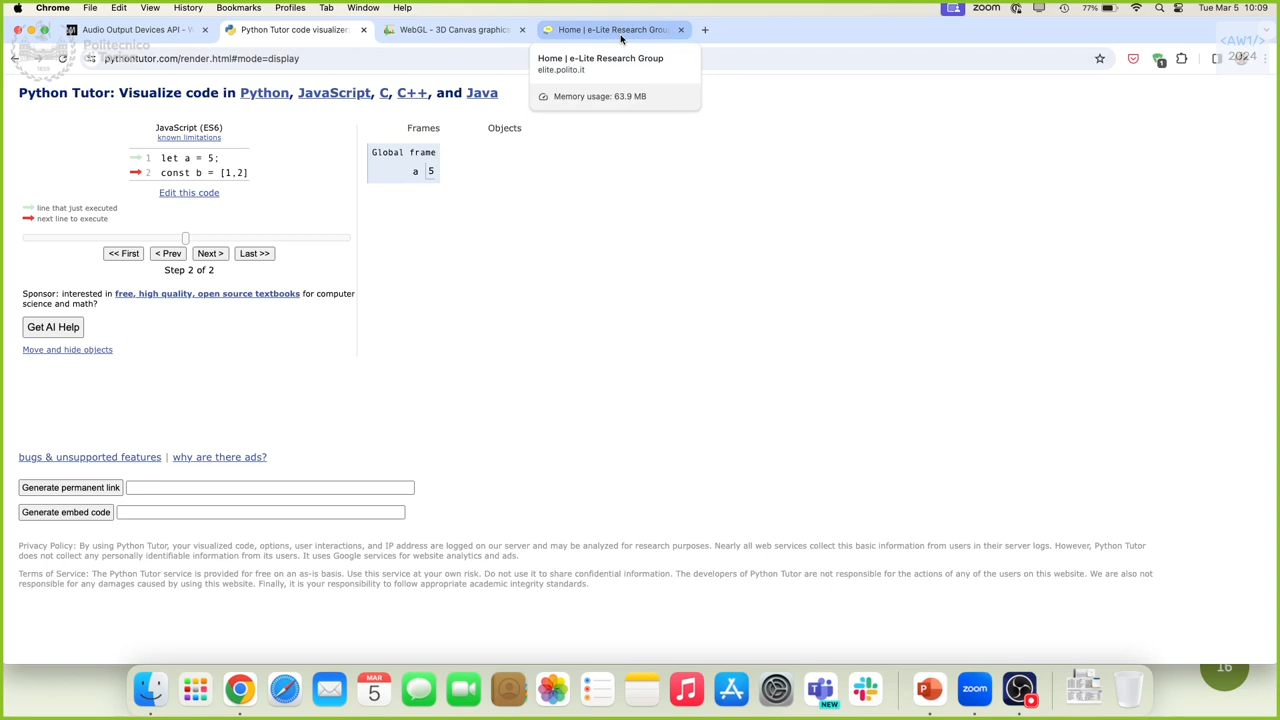 Chrome File Edit View History Bookmarks Profiles Tab Window Help zoom 77% Tue Mar 5 10:09
Audio Output Devices API - W Python Tutor code visualizer WebGL - 3D Canvas graphics Home | e-Lite Research Group
Politecnico
<AW1/>
2024
pythontutor.com/render.html#mode=display
1859
Home | e-Lite Research Group
elite.polito.it
Memory usage: 63.9 MB
Python Tutor: Visualize code in Python, JavaScript, C, C++, and Java
JavaScript (ES6)
known limitations
1 let a = 5;
2 const b = [1,2]
Edit this code
line that just executed
next line to execute
<< First < Prev Next > Last >>
Step 2 of 2
Sponsor: interested in free, high quality, open source textbooks for computer
science and math?
Get AI Help
Move and hide objects
Frames Objects
Global frame
a 5
bugs & unsupported features | why are there ads?
Generate permanent link
Generate embed code
Privacy Policy: By using Python Tutor, your visualized code, options, user interactions, and IP address are logged on our server and may be analyzed for research purposes. Nearly all web services collect this basic information from users in their server logs. However, Python Tutor
does not collect any personally identifiable information from its users. It uses Google services for website analytics and ads.
Terms of Service: The Python Tutor service is provided for free on an as-is basis. Use this service at your own risk. Do not use it to share confidential information. The developers of Python Tutor are not responsible for the actions of any of the users on this website. We are also not
responsible for any damages caused by using this website. Finally, it is your responsibility to follow appropriate academic integrity standards.
16
MAR
5
NEW
zoom